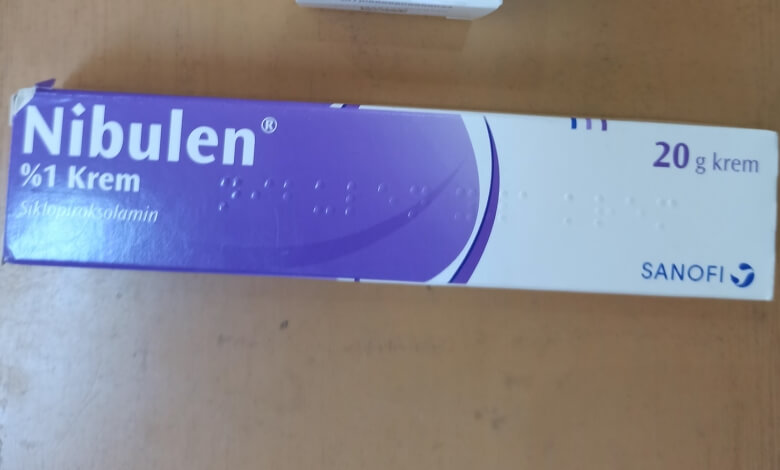 Nibulen®
%1 Krem
Siklopiroksolamin
20 g krem
SANOFI